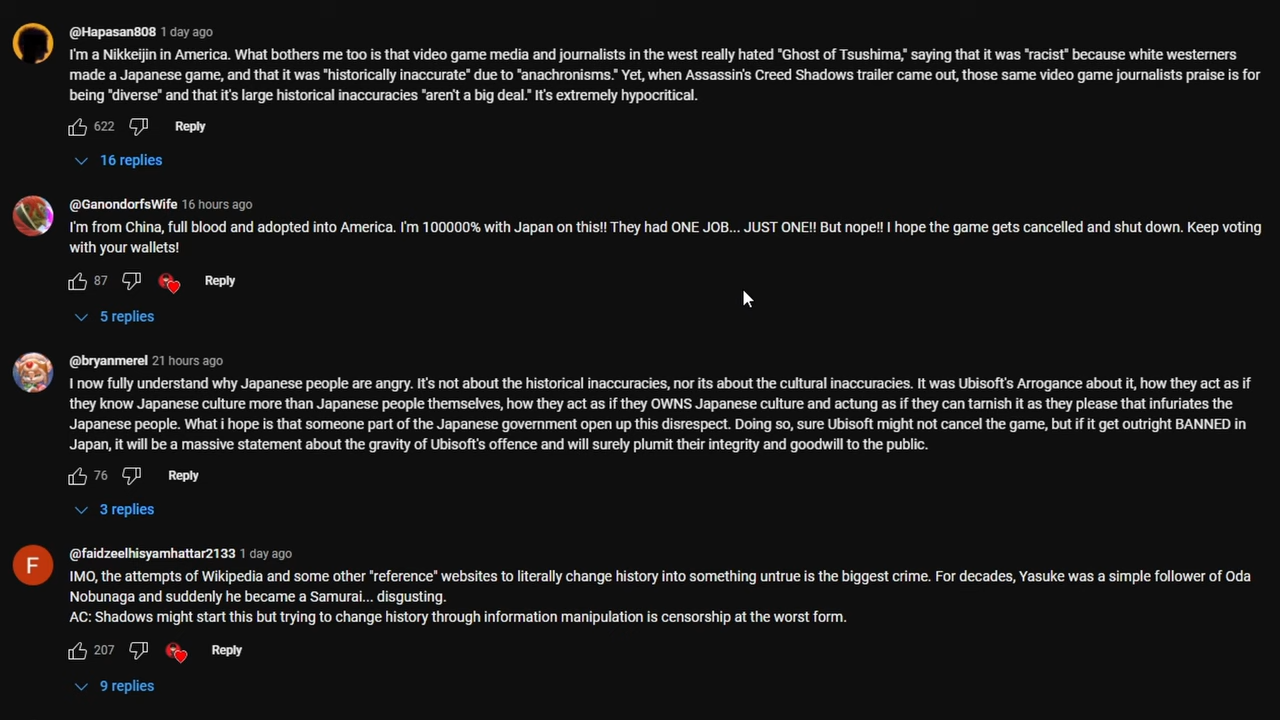 @Hapasan808 1 day ago
I'm a Nikkeijin in America. What bothers me too is that video game media and journalists in the west really hated "Ghost of Tsushima," saying that it was "racist" because white westerners
made a Japanese game, and that it was "historically inaccurate" due to "anachronisms." Yet, when Assassin's Creed Shadows trailer came out, those same video game journalists praise is for
being "diverse" and that it's large historical inaccuracies "aren't a big deal." It's extremely hypocritical.
622 Reply
16 replies
@GanondorfsWife 16 hours ago
I'm from China, full blood and adopted into America. I'm 100000% with Japan on this!! They had ONE JOB... JUST ONE!! But nope!! I hope the game gets cancelled and shut down. Keep voting
with your wallets!
87 Reply
5 replies
@bryanmerel 21 hours ago
I now fully understand why Japanese people are angry. It's not about the historical inaccuracies, nor its about the cultural inaccuracies. It was Ubisoft's Arrogance about it, how they act as if
they know Japanese culture more than Japanese people themselves, how they act as if they OWNS Japanese culture and actung as if they can tarnish it as they please that infuriates the
Japanese people. What i hope is that someone part of the Japanese government open up this disrespect. Doing so, sure Ubisoft might not cancel the game, but if it get outright BANNED in
Japan, it will be a massive statement about the gravity of Ubisoft's offence and will surely plumit their integrity and goodwill to the public.
76 Reply
3 replies
F
@faidzeelhisyamhattar2133 1 day ago
IMO, the attempts of Wikipedia and some other "reference" websites to literally change history into something untrue is the biggest crime. For decades, Yasuke was a simple follower of Oda
Nobunaga and suddenly he became a Samurai... disgusting.
AC: Shadows might start this but trying to change history through information manipulation is censorship at the worst form.
207 Reply
9 replies